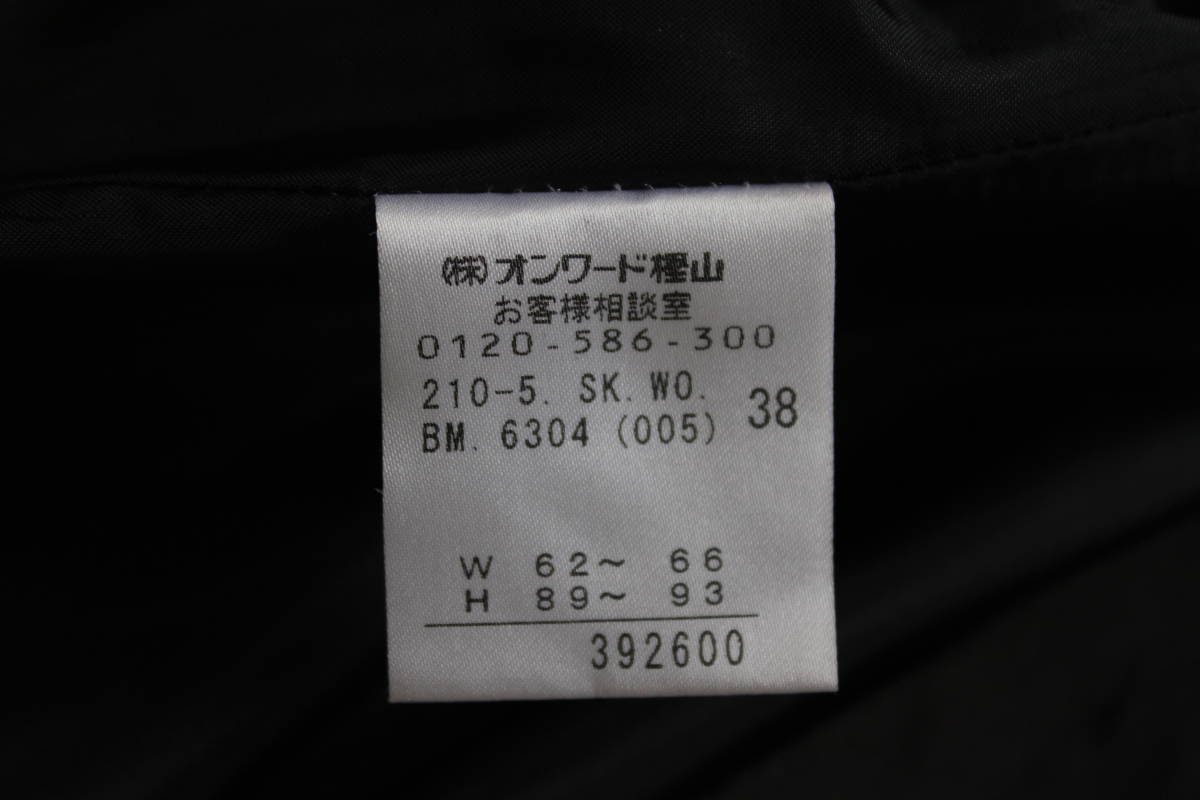 (株)オンワード樫山
お客様相談室
0120-586-300
210-5. SK. WO.
BM. 6304 (005) 38
W 62~ 66
H 89~ 93
392600